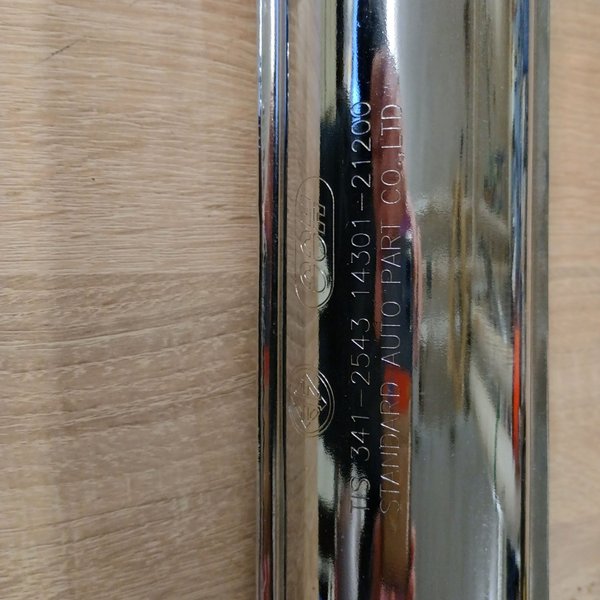 TIS 341-2543 14301-21200
STANDARD AUTO PART CO.,LTD